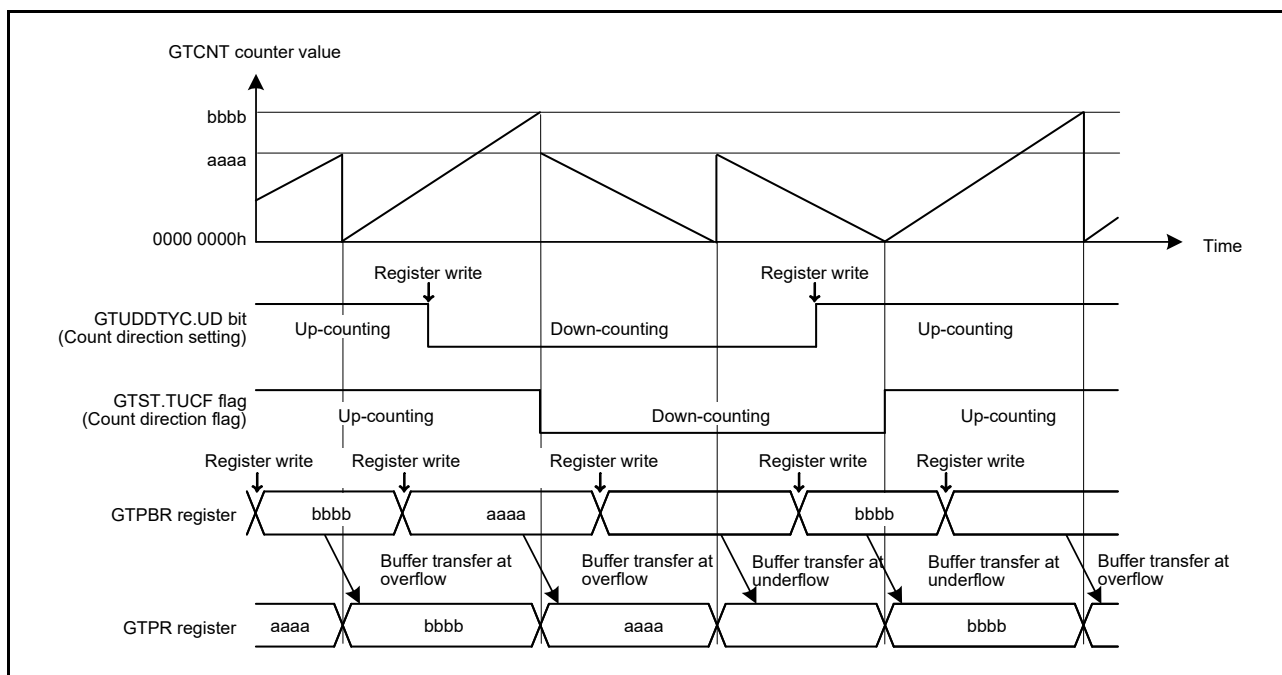 GTCNT counter value
bbbb
aaaa
0000 0000h
Time
Register write
Register write
GTUDDTYC.UD bit
(Count direction setting)
Up-counting
Down-counting
Up-counting
GTST.TUCF flag
(Count direction flag)
Up-counting
Down-counting
Up-counting
Register write
Register write
Register write
Register write
Register write
GTPBR register
bbbb
aaaa
bbbb
Buffer transfer at
overflow
Buffer transfer at
overflow
Buffer transfer at
underflow
Buffer transfer at
underflow
Buffer transfer at
overflow
GTPR register
aaaa
bbbb
aaaa
bbbb